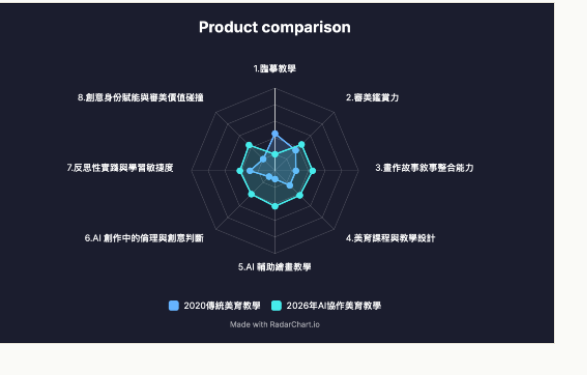 Product comparison
1.臨摹教學
8.創意身份賦能與審美價值碰撞
2.審美鑑賞力
7.反思性實踐與學習敏捷度
3.畫作故事敘事整合能力
6.AI 創作中的倫理與創意判斷
4.美育課程與教學設計
5.AI 輔助繪畫教學
2020傳統美育教學
2026年AI協作美育教學
Made with RadarChart.io